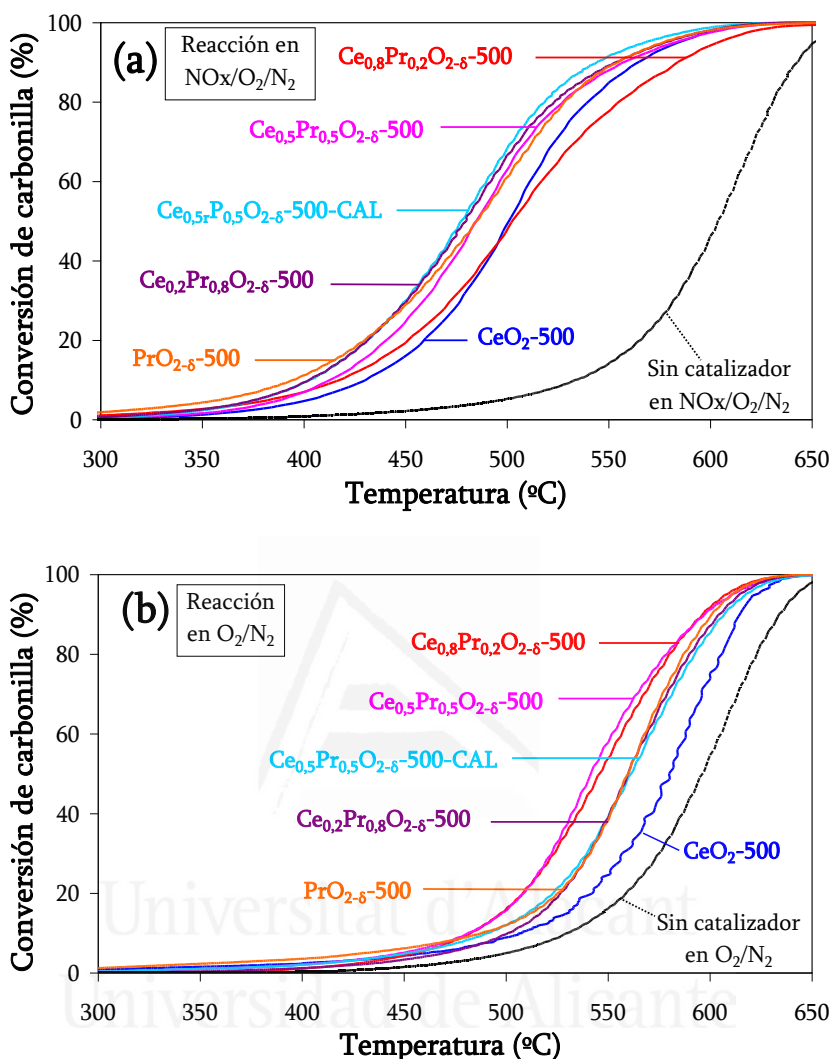 (a)
Reacción en
NOx/O₂/N₂
Ce₀,₈Pr₀,₂O₂₋δ-500
Ce₀,₅Pr₀,₅O₂₋δ-500
Ce₀,₅rP₀,₅O₂₋δ-500-CAL
Ce₀,₂Pr₀,₈O₂₋δ-500
PrO₂₋δ-500
CeO₂-500
Sin catalizador
en NOx/O₂/N₂
Conversión de carbonilla (%)
100
80
60
40
20
0
300 350 400 450 500 550 600 650
Temperatura (ºC)
(b)
Reacción
en O₂/N₂
Ce₀,₈Pr₀,₂O₂₋δ-500
Ce₀,₅Pr₀,₅O₂₋δ-500
Ce₀,₅Pr₀,₅O₂₋δ-500-CAL
Ce₀,₂Pr₀,₈O₂₋δ-500
CeO₂-500
PrO₂₋δ-500
Sin catalizador
en O₂/N₂
Conversión de carbonilla (%)
100
80
60
40
20
0
300 350 400 450 500 550 600 650
Temperatura (ºC)
Universitat d'Alacant
Universidad de Alicante